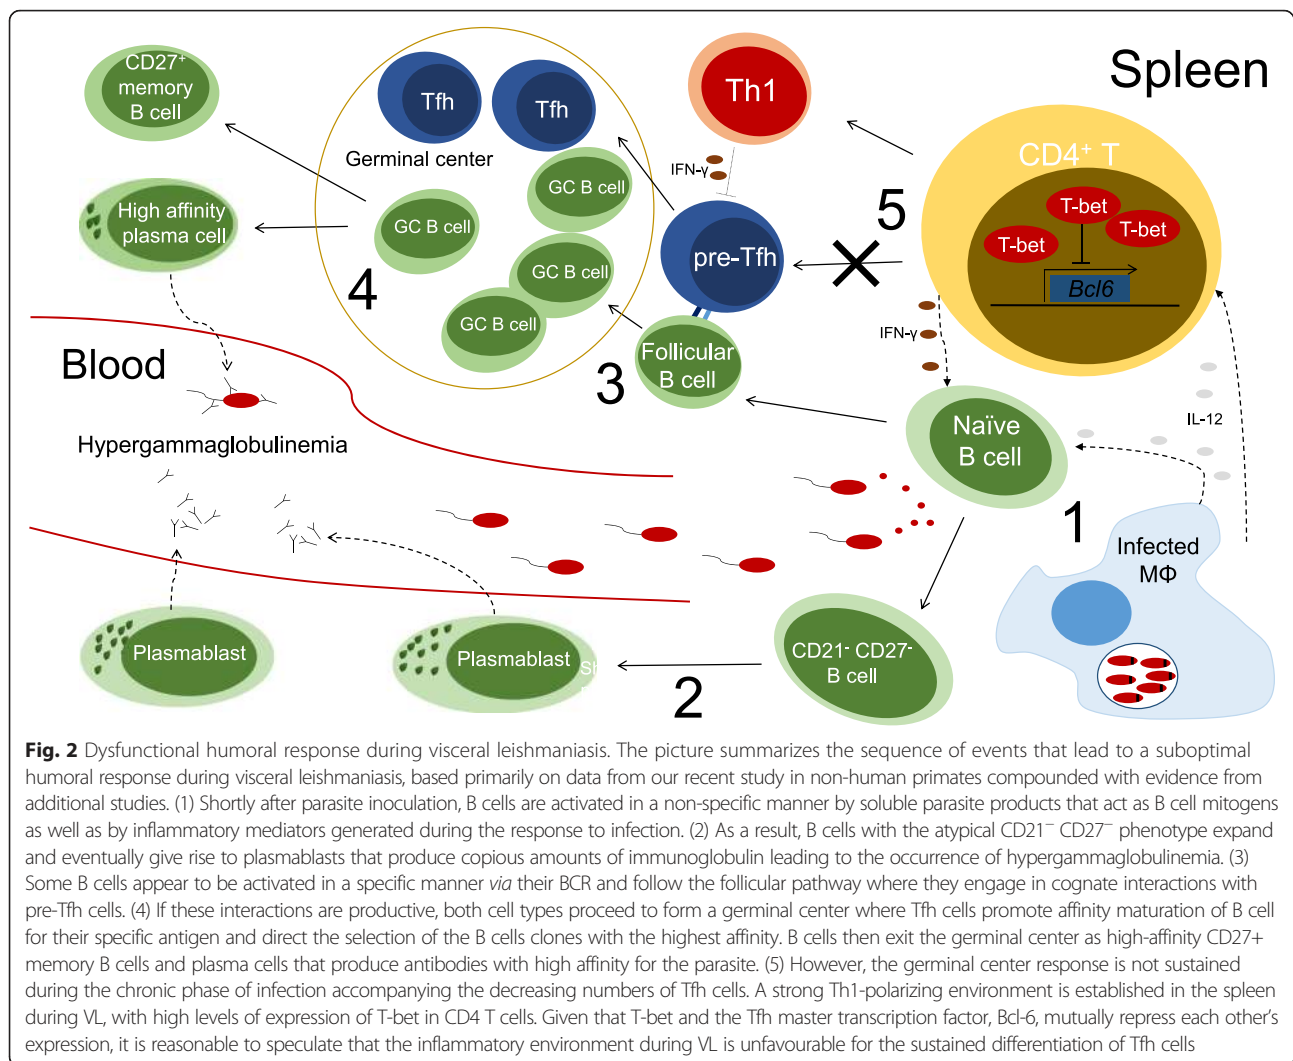 Spleen
CD27+
memory
B cell
Tfh
Tfh
Th1
CD4+ T
Germinal center
IFN-γ
T-bet
T-bet
T-bet
GC B cell
High affinity
plasma cell
GC B cell
5
pre-Tfh
Bcl6
4
GC B cell
GC B cell
IFN-γ
Follicular
B cell
3
Blood
IL-12
Naïve
B cell
Hypergammaglobulinemia
1
Infected
MΦ
Plasmablast
Plasmablast
CD21- CD27-
B cell
2
Fig. 2 Dysfunctional humoral response during visceral leishmaniasis. The picture summarizes the sequence of events that lead to a suboptimal
humoral response during visceral leishmaniasis, based primarily on data from our recent study in non-human primates compounded with evidence from
additional studies. (1) Shortly after parasite inoculation, B cells are activated in a non-specific manner by soluble parasite products that act as B cell mitogens
as well as by inflammatory mediators generated during the response to infection. (2) As a result, B cells with the atypical CD21− CD27− phenotype expand
and eventually give rise to plasmablasts that produce copious amounts of immunoglobulin leading to the occurrence of hypergammaglobulinemia. (3)
Some B cells appear to be activated in a specific manner via their BCR and follow the follicular pathway where they engage in cognate interactions with
pre-Tfh cells. (4) If these interactions are productive, both cell types proceed to form a germinal center where Tfh cells promote affinity maturation of B cell
for their specific antigen and direct the selection of the B cells clones with the highest affinity. B cells then exit the germinal center as high-affinity CD27+
memory B cells and plasma cells that produce antibodies with high affinity for the parasite. (5) However, the germinal center response is not sustained
during the chronic phase of infection accompanying the decreasing numbers of Tfh cells. A strong Th1-polarizing environment is established in the spleen
during VL, with high levels of expression of T-bet in CD4 T cells. Given that T-bet and the Tfh master transcription factor, Bcl-6, mutually repress each other's
expression, it is reasonable to speculate that the inflammatory environment during VL is unfavourable for the sustained differentiation of Tfh cells